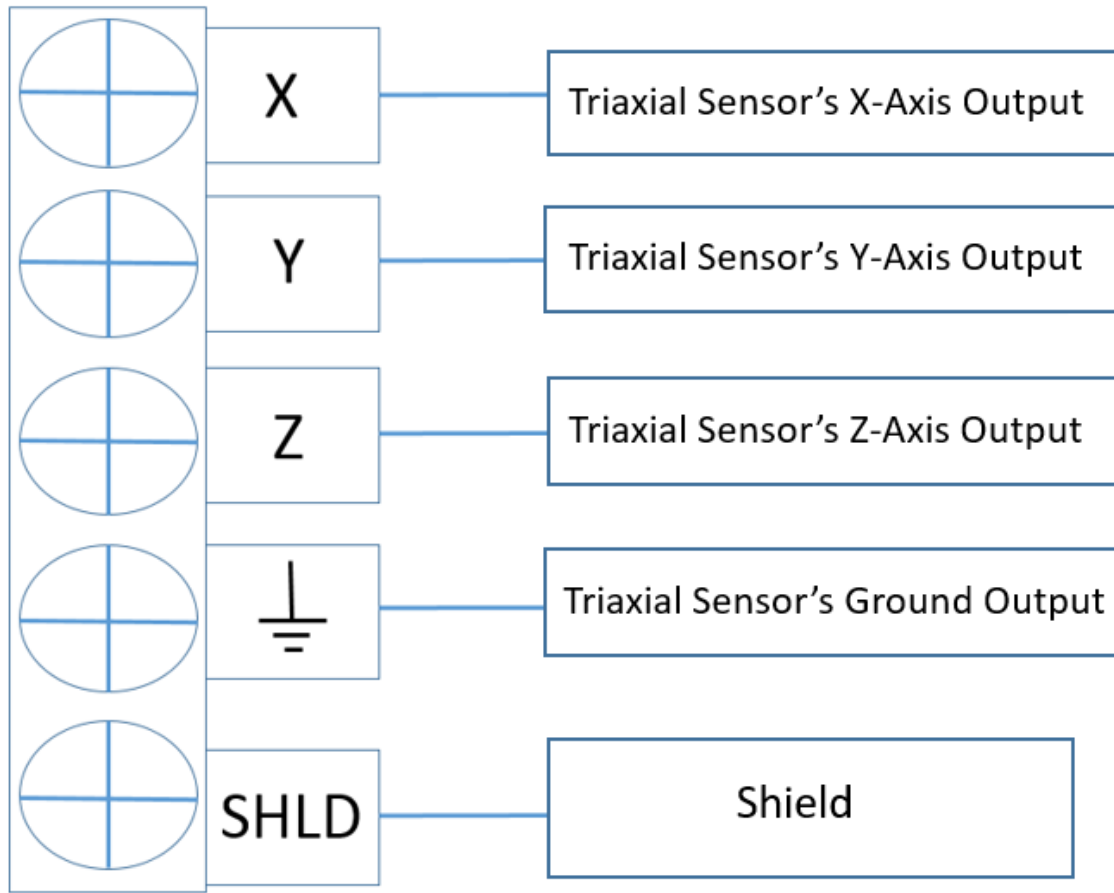 X
Triaxial Sensor’s X-Axis Output
Y
Triaxial Sensor’s Y-Axis Output
Z
Triaxial Sensor’s Z-Axis Output
Triaxial Sensor’s Ground Output
SHLD
Shield